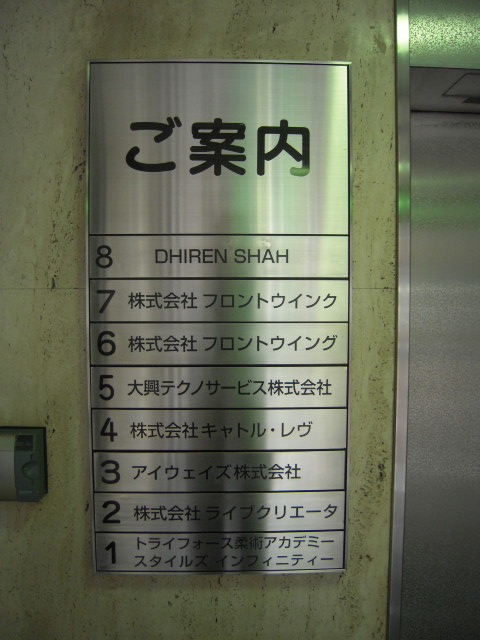 ご案内
8 DHIREN SHAH
7 株式会社 フロントウインク
6 株式会社 フロントウイング
5 大興テクノサービス株式会社
4 株式会社 キャトル・レヴ
3 アイウェイズ株式会社
2 株式会社 ライブクリエータ
1 トライフォース柔術アカデミー
スタイルズ インフィニティー